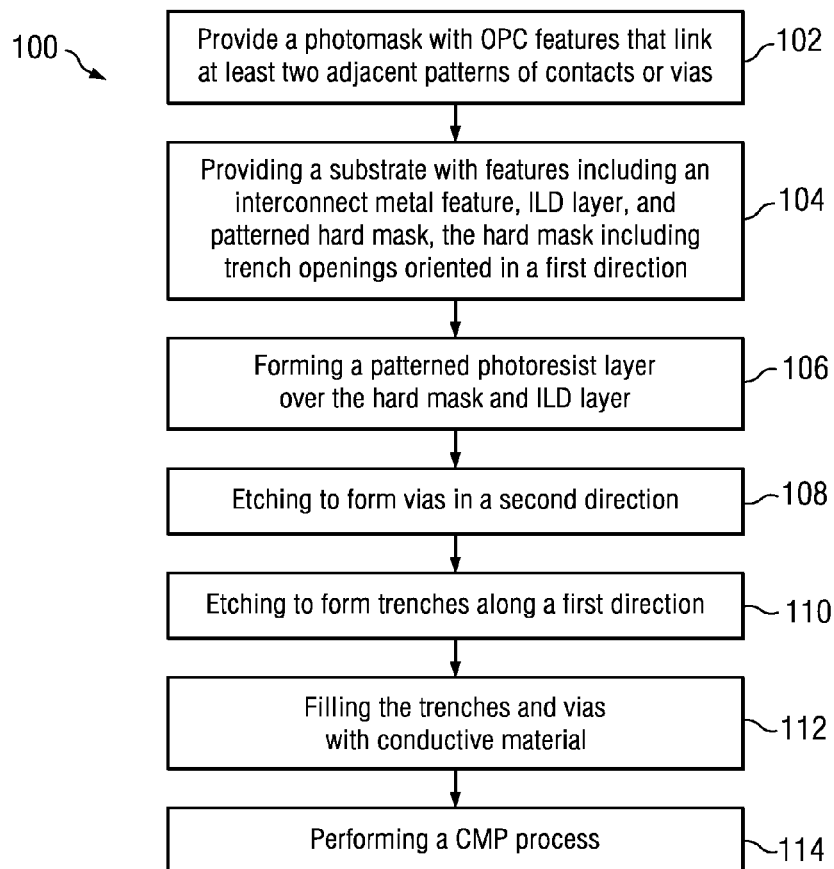 100
Provide a photomask with OPC features that link
at least two adjacent patterns of contacts or vias
102
Providing a substrate with features including an
interconnect metal feature, ILD layer, and
patterned hard mask, the hard mask including
trench openings oriented in a first direction
104
Forming a patterned photoresist layer
over the hard mask and ILD layer
106
Etching to form vias in a second direction
108
Etching to form trenches along a first direction
110
Filling the trenches and vias
with conductive material
112
Performing a CMP process
114